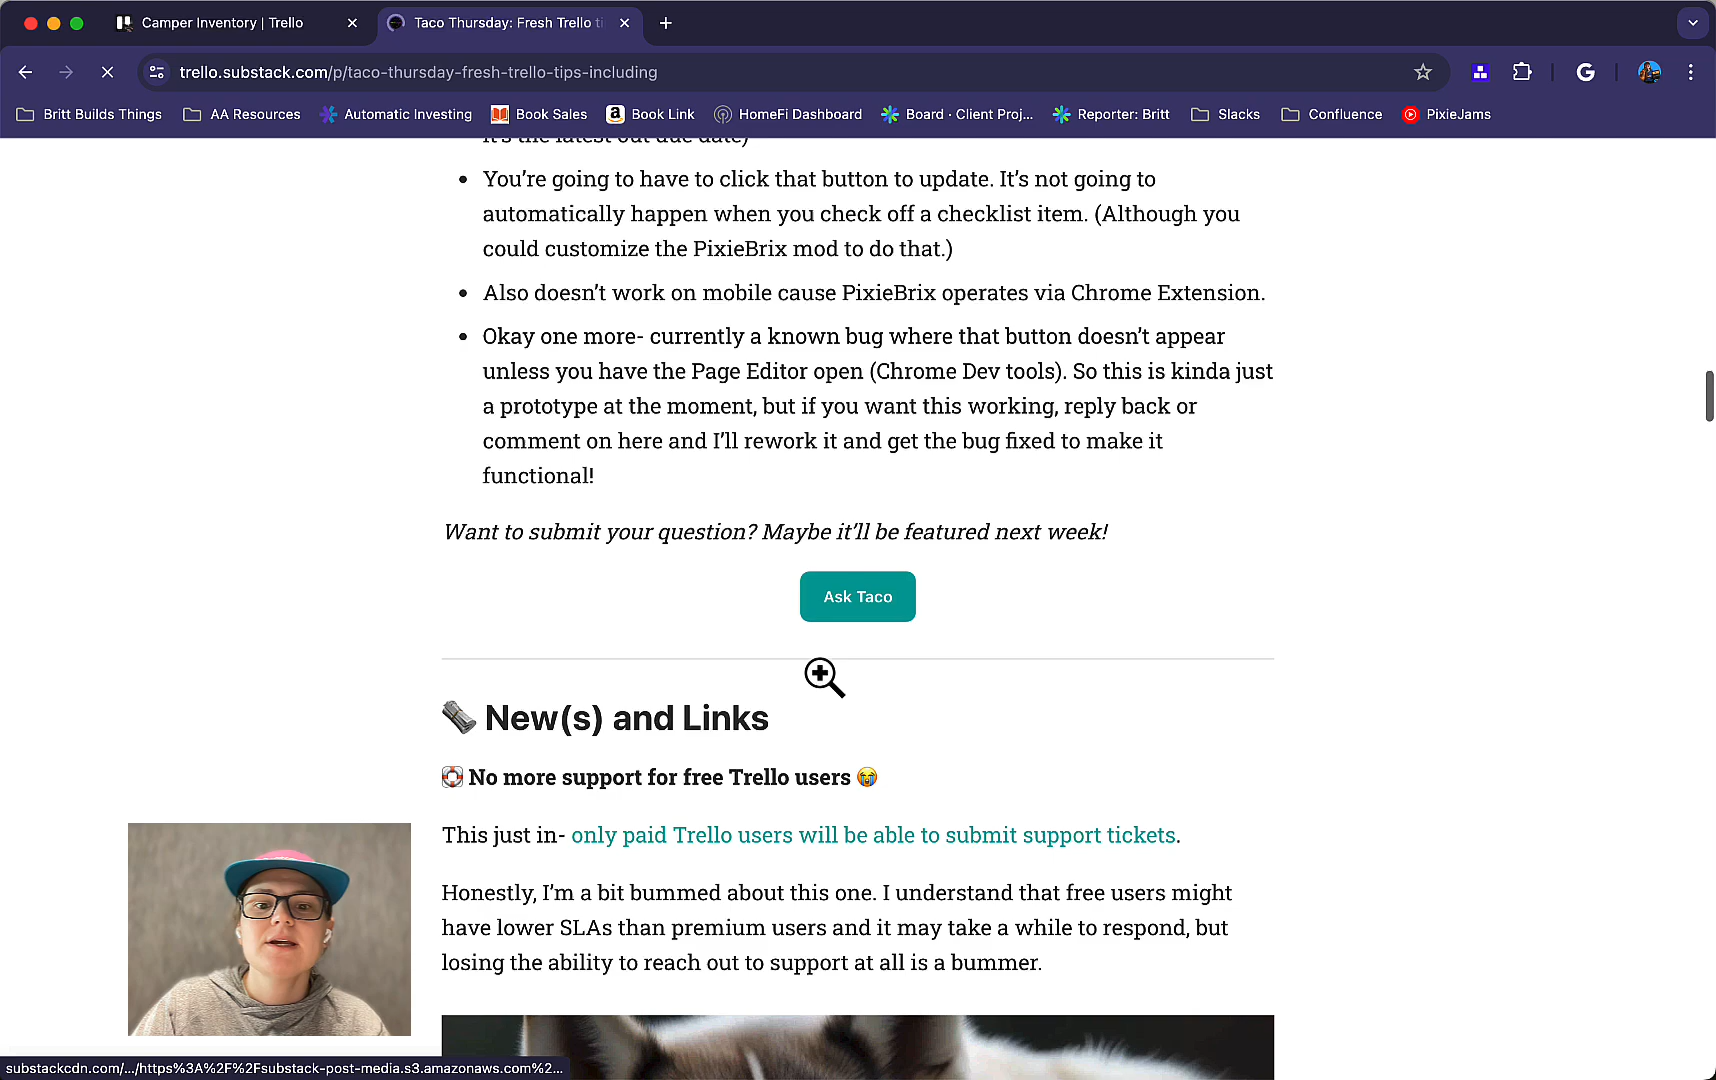 Camper Inventory | Trello
Taco Thursday: Fresh Trello ti
trello.substack.com/p/taco-thursday-fresh-trello-tips-including
Britt Builds Things
AA Resources
Automatic Investing
Book Sales
Book Link
HomeFi Dashboard
Board · Client Proj...
Reporter: Britt
Slacks
Confluence
PixieJams
it's the latest out due date)
• You're going to have to click that button to update. It's not going to
automatically happen when you check off a checklist item. (Although you
could customize the PixieBrix mod to do that.)
• Also doesn't work on mobile cause PixieBrix operates via Chrome Extension.
• Okay one more- currently a known bug where that button doesn't appear
unless you have the Page Editor open (Chrome Dev tools). So this is kinda just
a prototype at the moment, but if you want this working, reply back or
comment on here and I'll rework it and get the bug fixed to make it
functional!
Want to submit your question? Maybe it'll be featured next week!
Ask Taco
🗞️ New(s) and Links
🛟 No more support for free Trello users 😭
This just in- only paid Trello users will be able to submit support tickets.
Honestly, I'm a bit bummed about this one. I understand that free users might
have lower SLAs than premium users and it may take a while to respond, but
losing the ability to reach out to support at all is a bummer.
substackcdn.com/.../https%3A%2F%2Fsubstack-post-media.s3.amazonaws.com%2...